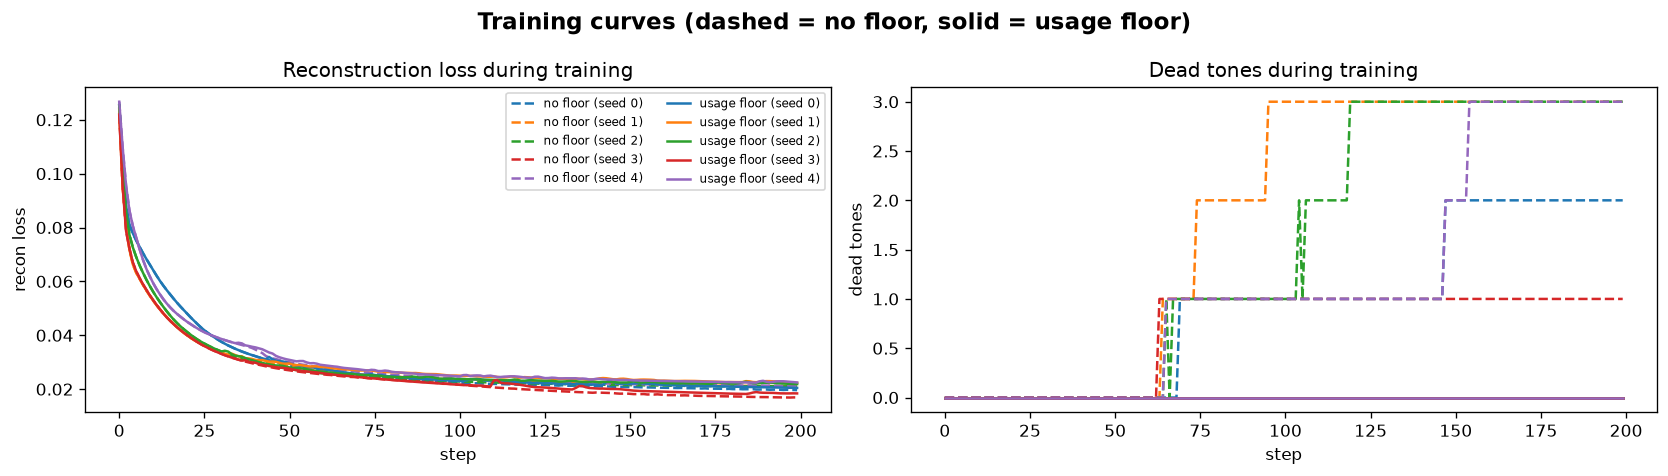 Training curves (dashed = no floor, solid = usage floor)
Reconstruction loss during training
recon loss
0.12
0.10
0.08
0.06
0.04
0.02
no floor (seed 0)
no floor (seed 1)
no floor (seed 2)
no floor (seed 3)
no floor (seed 4)
usage floor (seed 0)
usage floor (seed 1)
usage floor (seed 2)
usage floor (seed 3)
usage floor (seed 4)
0 25 50 75 100 125 150 175 200
step
Dead tones during training
dead tones
3.0
2.5
2.0
1.5
1.0
0.5
0.0
0 25 50 75 100 125 150 175 200
step